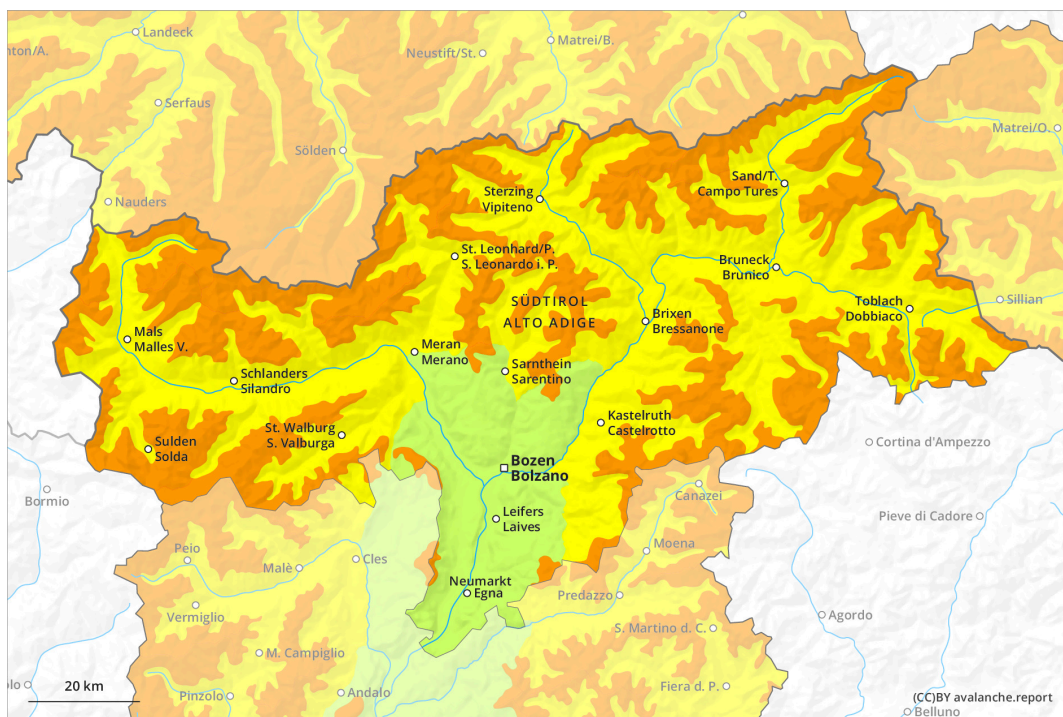 Landeck
nton/A.
Neustift/St.
Matrei/B.
Serfaus
Matrei/O.
Sölden
Sand/T.
Campo Tures
Sterzing
Vipiteno
Nauders
St. Leonhard/P.
S. Leonardo i. P.
Bruneck
Brunico
SÜDTIROL
ALTO ADIGE
Toblach
Dobbiaco
Sillian
Brixen
Bressanone
Mals
Malles V.
Meran
Merano
Sarnthein
Sarentino
Schlanders
Silandro
Kastelruth
Castelrotto
St. Walburg
S. Valburga
Sulden
Solda
Cortina d'Ampezzo
Bozen
Bolzano
Bormio
Canazei
Leifers
Laives
Pieve di Cadore
Moena
Peio
Cles
Malè
Neumarkt
Egna
Predazzo
Vermiglio
Agordo
S. Martino d. C.
M. Campiglio
olo
20 km
Pinzolo
Andalo
Fiera d. P.
(CC)BY avalanche.report
Belluno